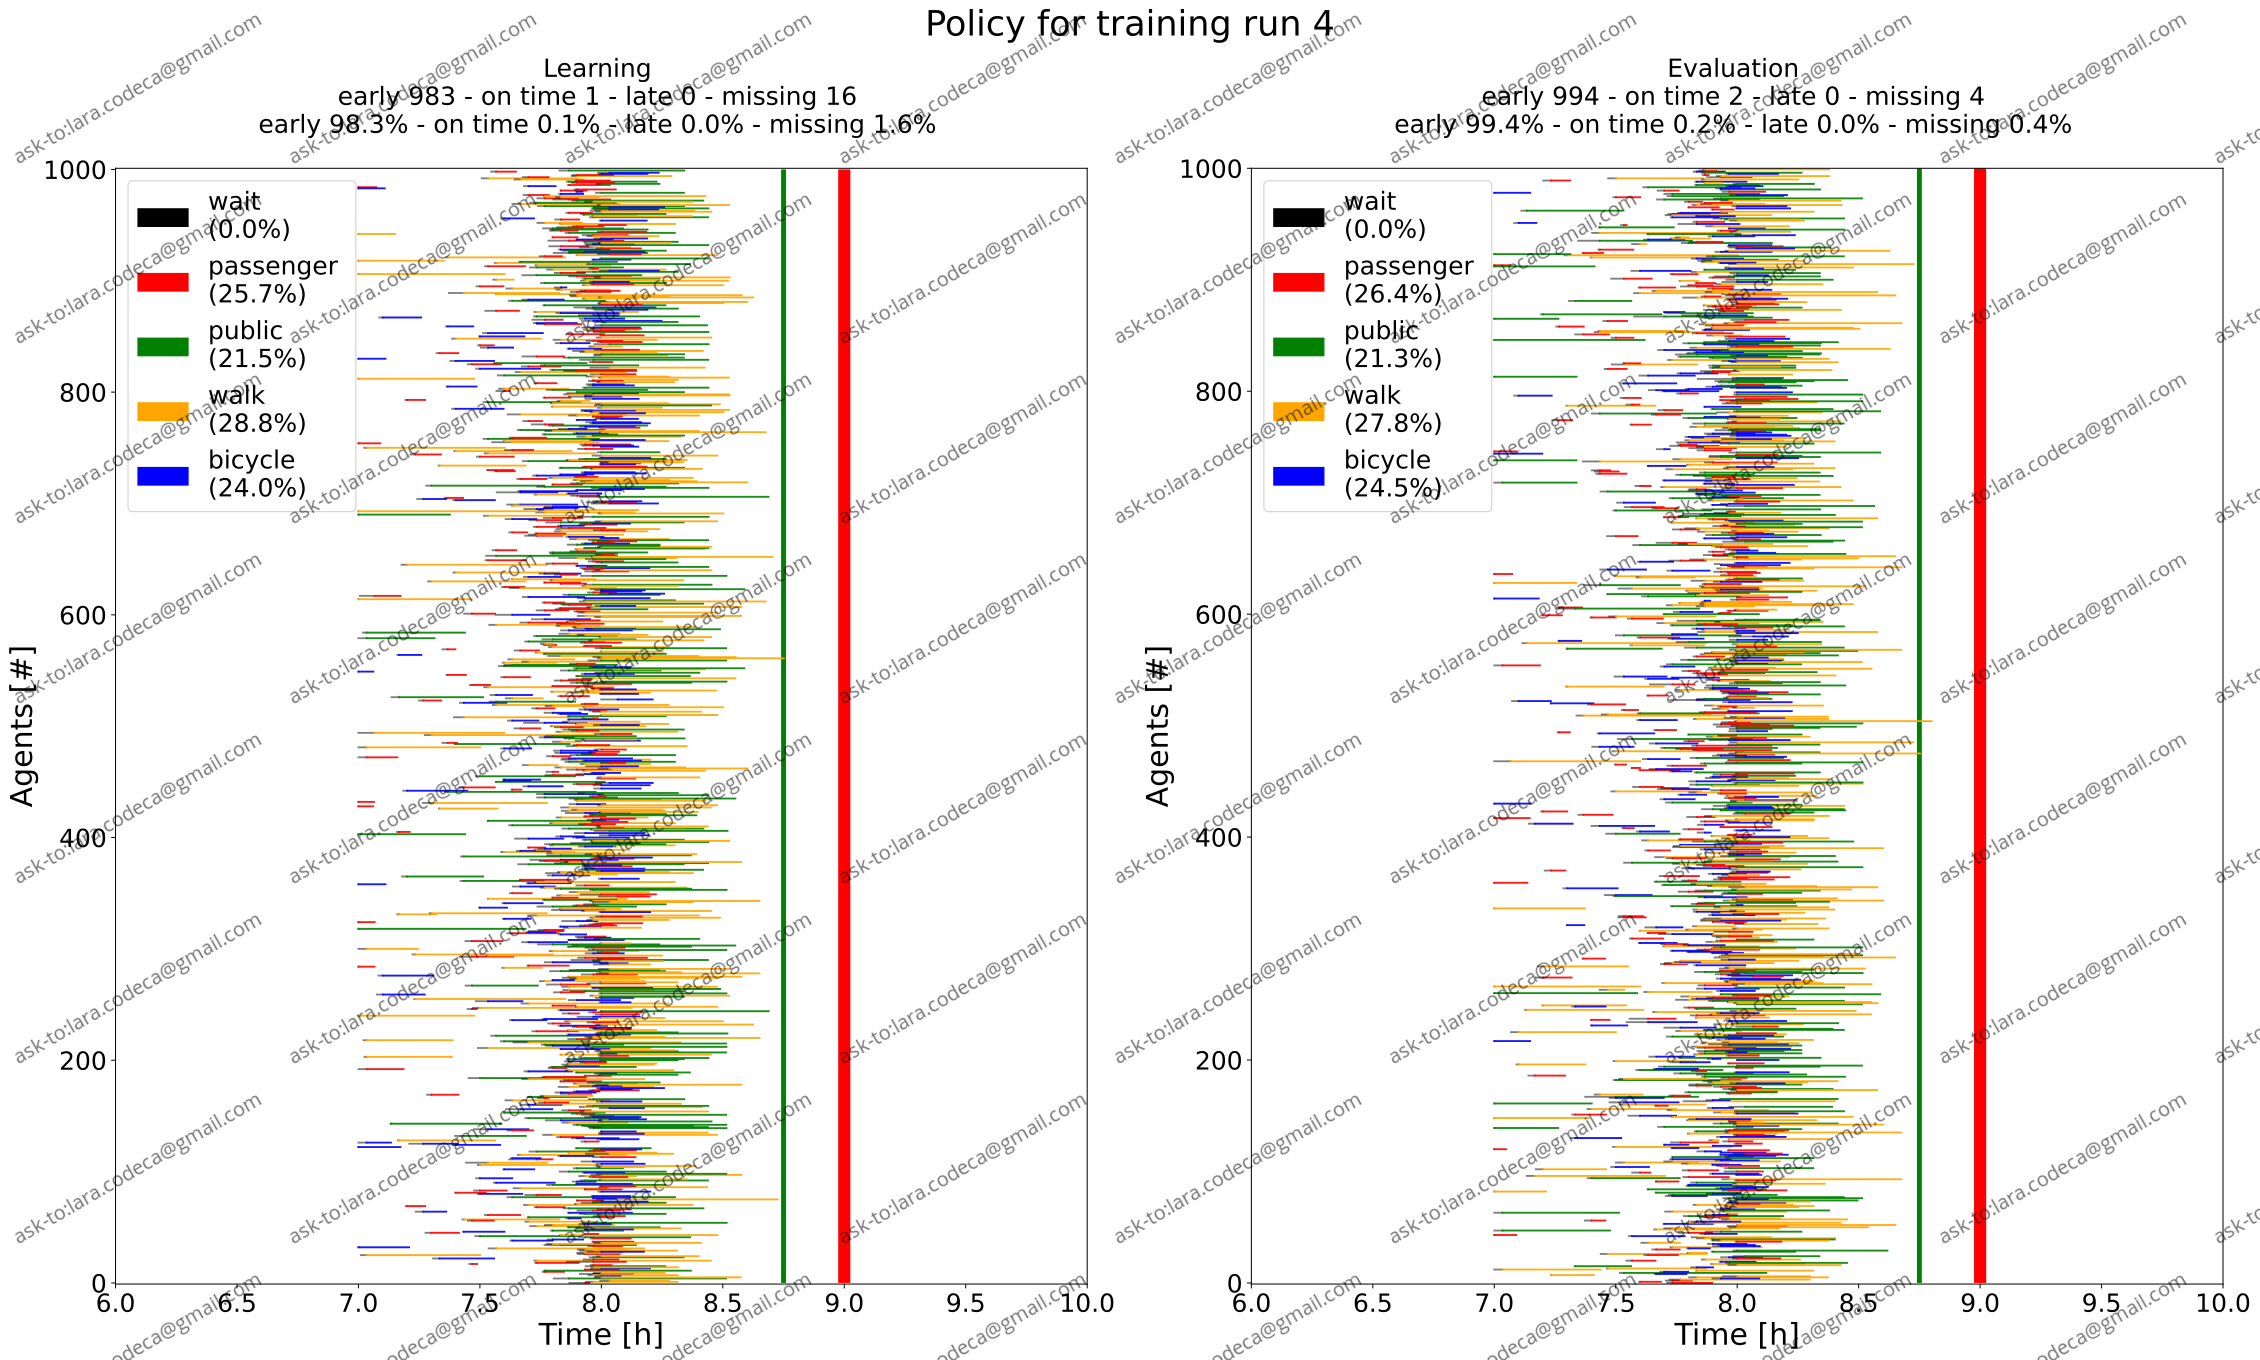 Policy for training run 4
Learning
early 983 - on time 1 - late 0 - missing 16
early 98.3% - on time 0.1% - late 0.0% - missing 1.6%
1000
800
600
400
200
0
Agents [#]
wait
(0.0%)
passenger
(25.7%)
public
(21.5%)
walk
(28.8%)
bicycle
(24.0%)
6.0 6.5 7.0 7.5 8.0 8.5 9.0 9.5 10.0
Time [h]
Evaluation
early 994 - on time 2 - late 0 - missing 4
early 99.4% - on time 0.2% - late 0.0% - missing 0.4%
1000
800
600
400
200
0
Agents [#]
wait
(0.0%)
passenger
(26.4%)
public
(21.3%)
walk
(27.8%)
bicycle
(24.5%)
6.0 6.5 7.0 7.5 8.0 8.5 9.0 9.5 10.0
Time [h]
ask-to:lara.codeca@gmail.com